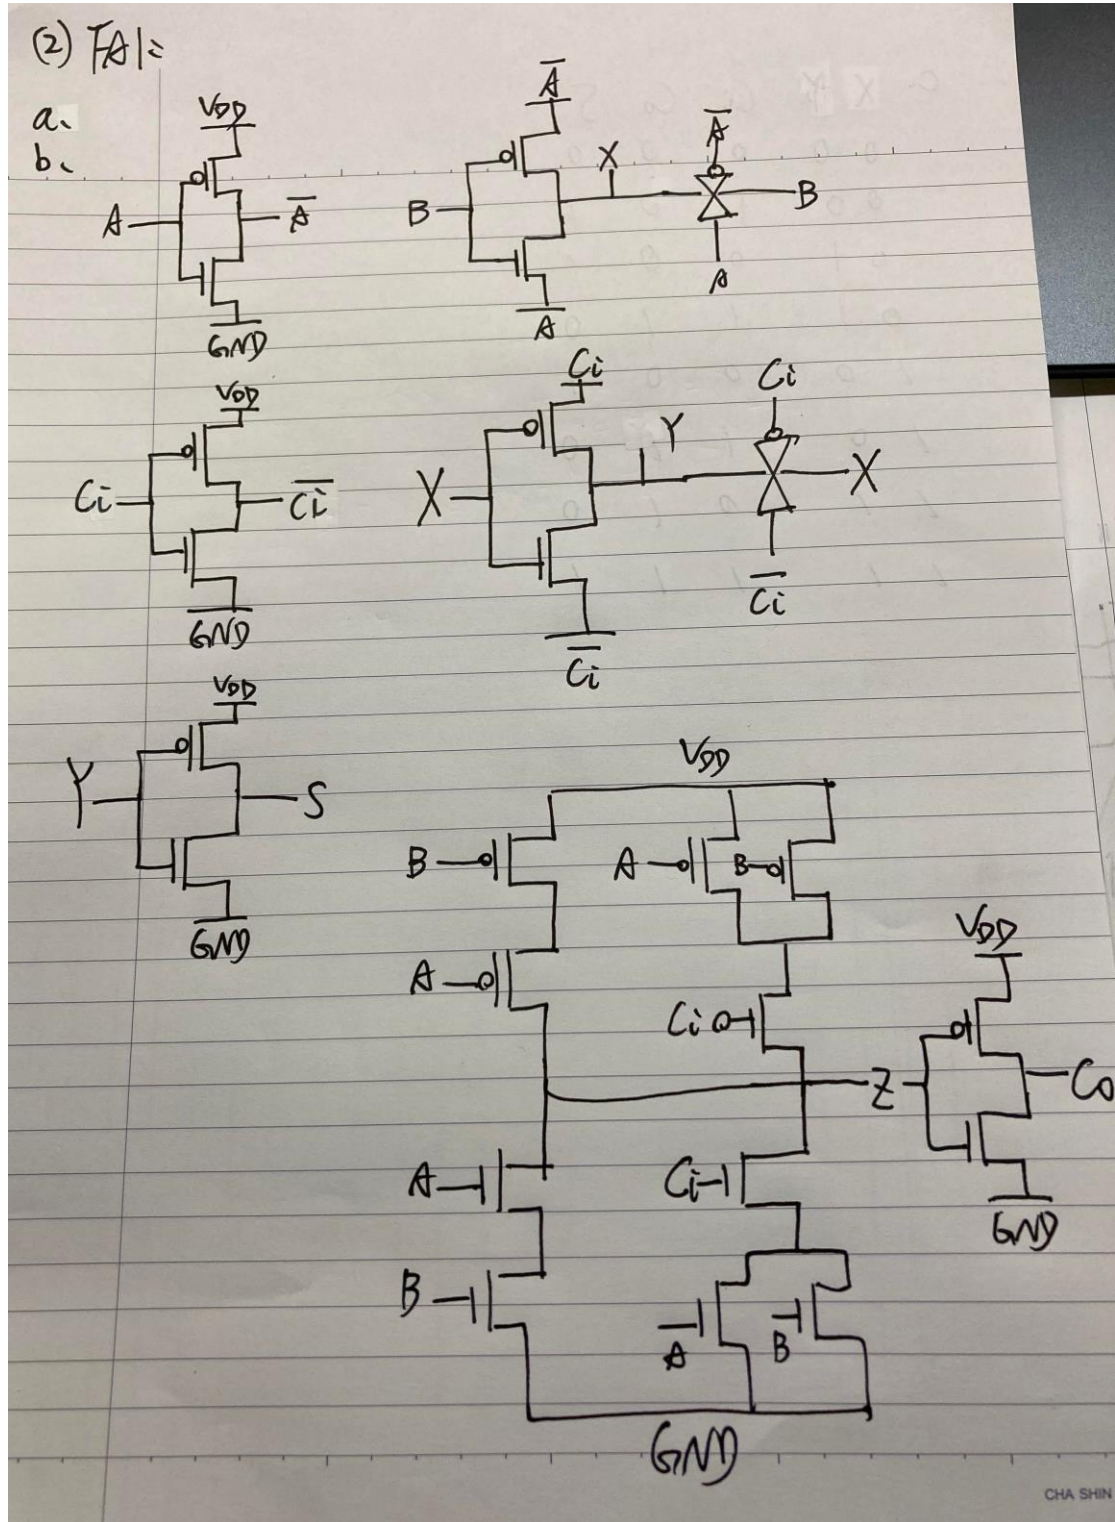 (2) FA1:
a、
b、
VDD
A
A̅
GND
A̅
B
X
A̅
B
A
A
VDD
Ci
C̅i̅
GND
Ci
X
Y
Ci
X
C̅i̅
C̅i̅
VDD
Y
S
GND
VDD
B
A
B
A
Ci
Z
VDD
Co
GND
A
Ci
B
A
B
GND
CHA SHIN